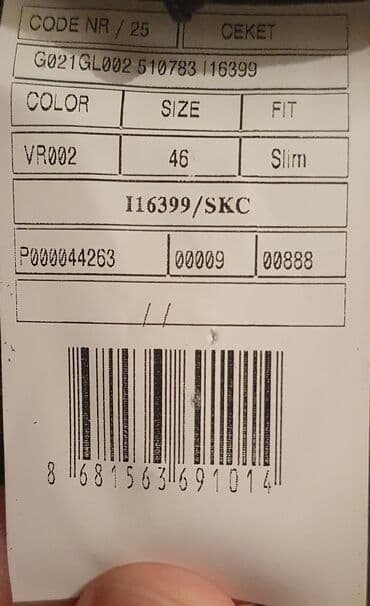 CODE NR / 25 CEKET
G021GL002 510783 I16399
COLOR SIZE FIT
VR002 46 Slim
I16399/SKC
P000044263 00009 00888
/ /
8 681563 691014